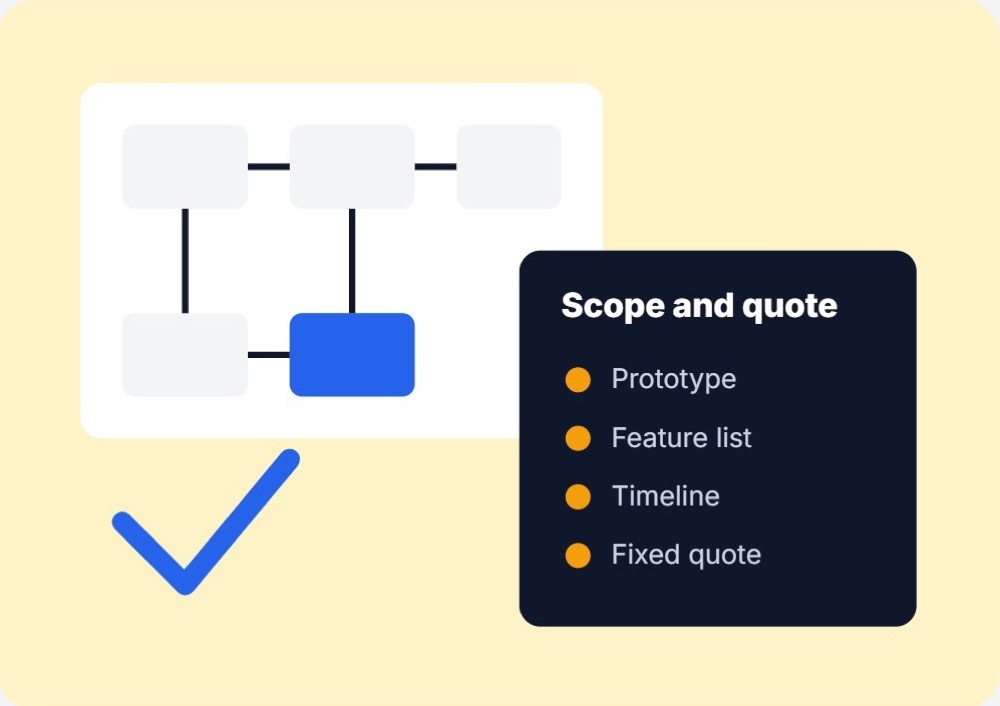 Scope and quote
Prototype
Feature list
Timeline
Fixed quote